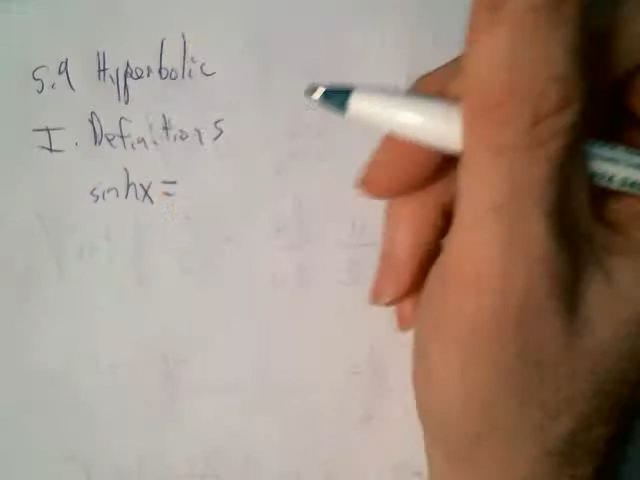 5.9 Hyperbolic
I. Definitions
sinhx =